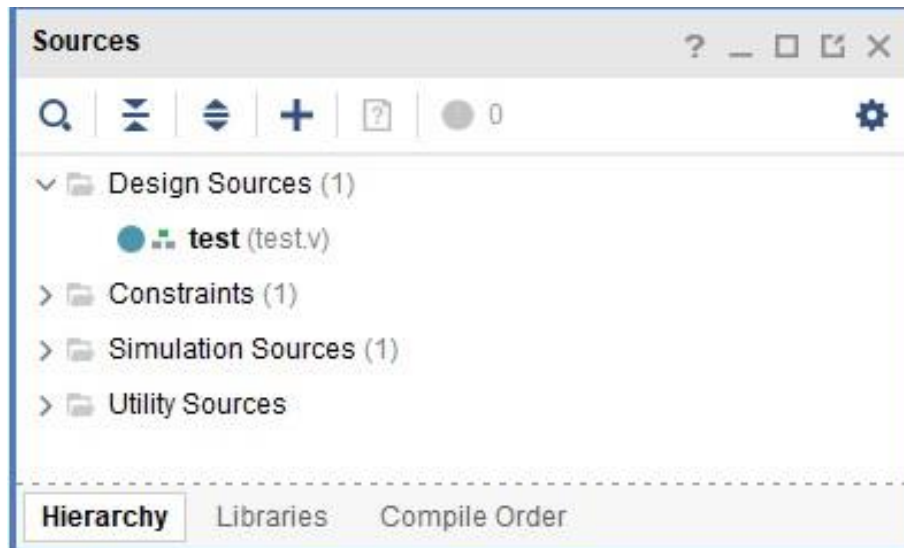 Sources
0
Design Sources (1)
test (test.v)
Constraints (1)
Simulation Sources (1)
Utility Sources
Hierarchy Libraries Compile Order